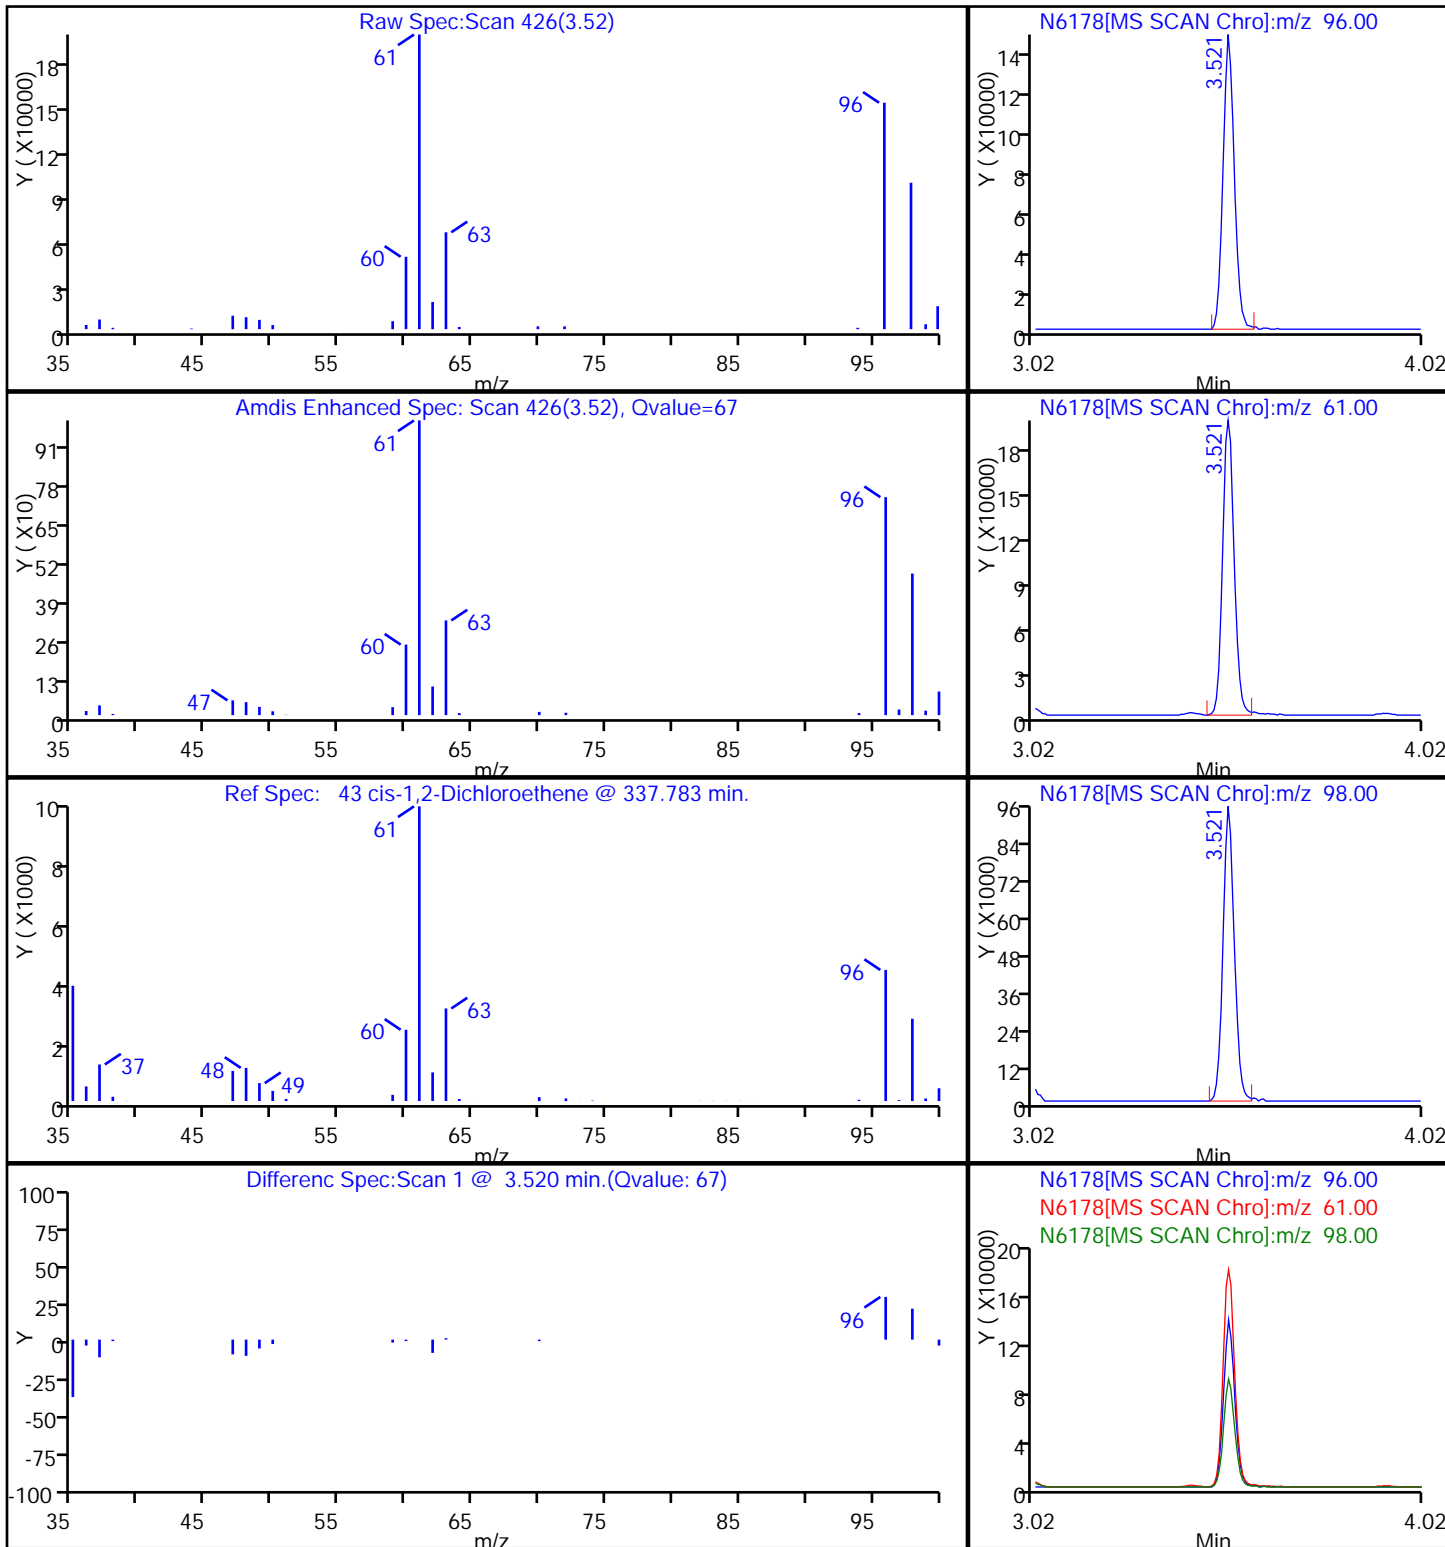 Raw Spec:Scan 426(3.52)
Y ( X10000)
18
15
12
9
6
3
0
61
60
63
96
35 45 55 65 75 85 95
m/z
N6178[MS SCAN Chro]:m/z 96.00
Y ( X10000)
14
12
10
8
6
4
2
0
3.521
3.02 4.02
Min
Amdis Enhanced Spec: Scan 426(3.52), Qvalue=67
Y ( X10)
91
78
65
52
39
26
13
0
61
47
60
63
96
35 45 55 65 75 85 95
m/z
N6178[MS SCAN Chro]:m/z 61.00
Y ( X10000)
18
15
12
9
6
3
0
3.521
3.02 4.02
Min
Ref Spec: 43 cis-1,2-Dichloroethene @ 337.783 min.
Y ( X1000)
10
8
6
4
2
0
61
37
48
49
60
63
96
35 45 55 65 75 85 95
m/z
N6178[MS SCAN Chro]:m/z 98.00
Y ( X1000)
96
84
72
60
48
36
24
12
0
3.521
3.02 4.02
Min
Differenc Spec:Scan 1 @ 3.520 min.(Qvalue: 67)
Y
100
75
50
25
0
-25
-50
-75
-100
96
35 45 55 65 75 85 95
m/z
N6178[MS SCAN Chro]:m/z 96.00
N6178[MS SCAN Chro]:m/z 61.00
N6178[MS SCAN Chro]:m/z 98.00
Y ( X10000)
20
16
12
8
4
0
3.02 4.02
Min